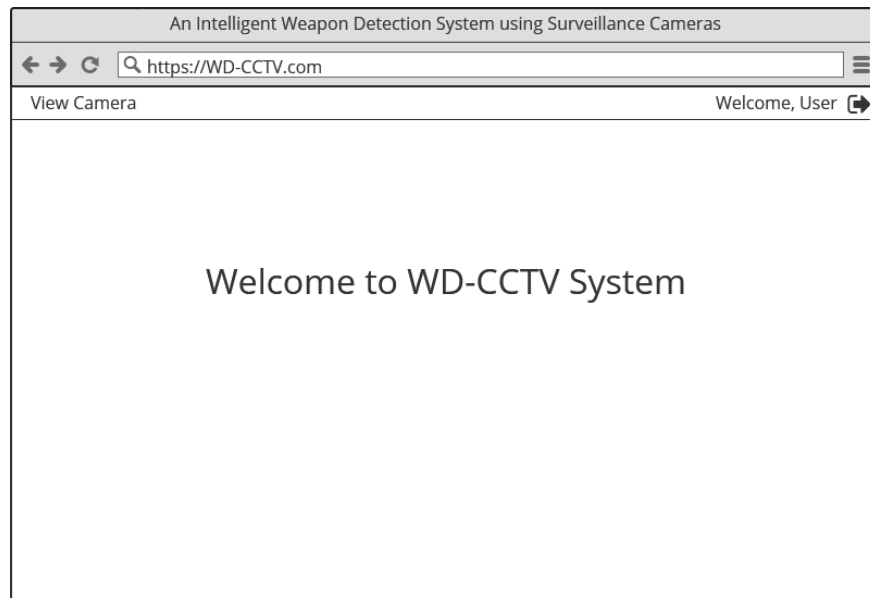 An Intelligent Weapon Detection System using Surveillance Cameras
https://WD-CCTV.com
View Camera Welcome, User
Welcome to WD-CCTV System